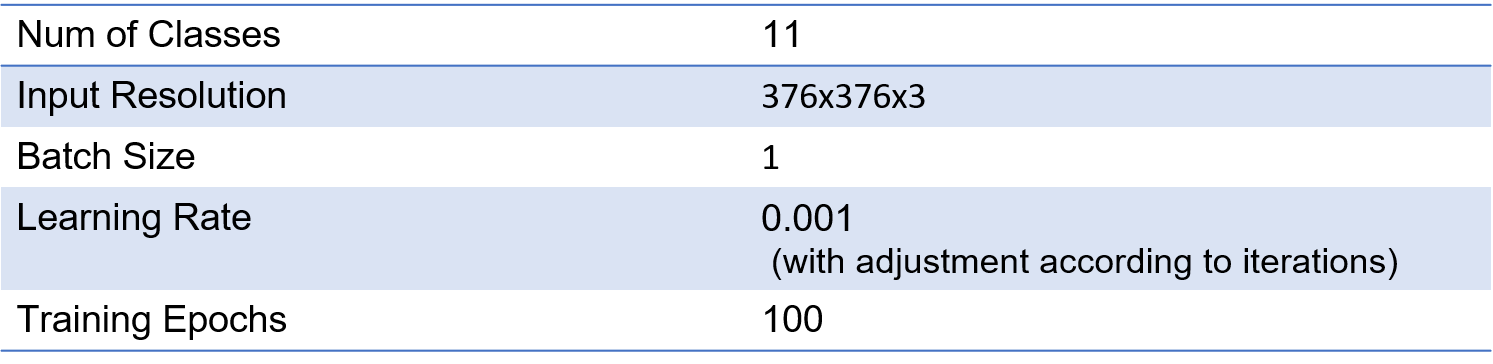 Num of Classes 11
Input Resolution 376x376x3
Batch Size 1
Learning Rate 0.001
(with adjustment according to iterations)
Training Epochs 100